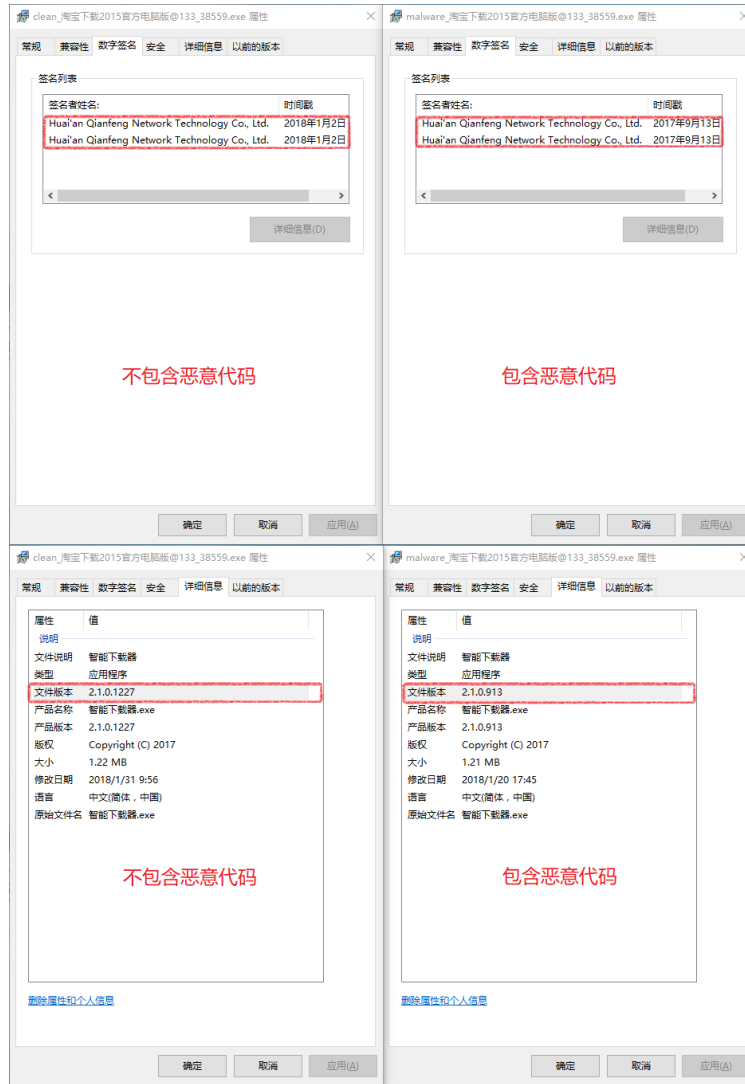 clean_淘宝下载2015官方电脑版@133_38559.exe 属性
常规 兼容性 数字签名 安全 详细信息 以前的版本
签名列表
签名者姓名: 时间戳
Huai'an Qianfeng Network Technology Co., Ltd. 2018年1月2日
Huai'an Qianfeng Network Technology Co., Ltd. 2018年1月2日
详细信息(D)
不包含恶意代码
确定 取消 应用(A)
malware_淘宝下载2015官方电脑版@133_38559.exe 属性
常规 兼容性 数字签名 安全 详细信息 以前的版本
签名列表
签名者姓名: 时间戳
Huai'an Qianfeng Network Technology Co., Ltd. 2017年9月13日
Huai'an Qianfeng Network Technology Co., Ltd. 2017年9月13日
详细信息(D)
包含恶意代码
确定 取消 应用(A)
clean_淘宝下载2015官方电脑版@133_38559.exe 属性
常规 兼容性 数字签名 安全 详细信息 以前的版本
属性 值
说明
文件说明 智能下载器
类型 应用程序
文件版本 2.1.0.1227
产品名称 智能下载器.exe
产品版本 2.1.0.1227
版权 Copyright (C) 2017
大小 1.22 MB
修改日期 2018/1/31 9:56
语言 中文(简体，中国)
原始文件名 智能下载器.exe
不包含恶意代码
删除属性和个人信息
确定 取消 应用(A)
malware_淘宝下载2015官方电脑版@133_38559.exe 属性
常规 兼容性 数字签名 安全 详细信息 以前的版本
属性 值
说明
文件说明 智能下载器
类型 应用程序
文件版本 2.1.0.913
产品名称 智能下载器.exe
产品版本 2.1.0.913
版权 Copyright (C) 2017
大小 1.21 MB
修改日期 2018/1/20 17:45
语言 中文(简体，中国)
原始文件名 智能下载器.exe
包含恶意代码
删除属性和个人信息
确定 取消 应用(A)